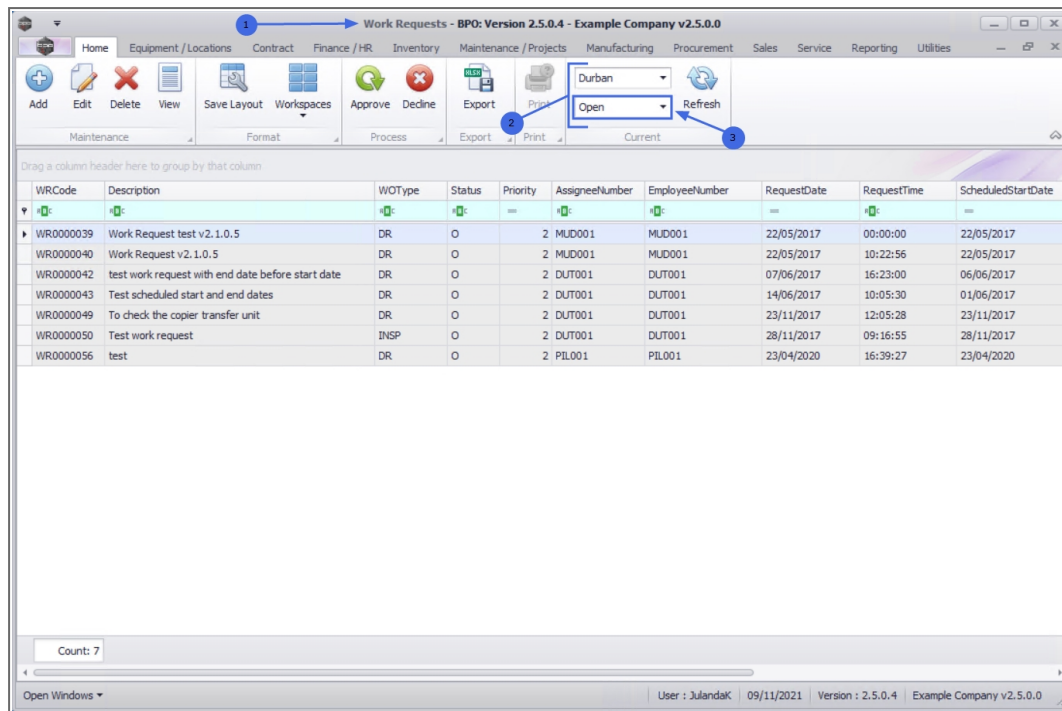 1 Work Requests - BPO: Version 2.5.0.4 - Example Company v2.5.0.0
Home Equipment / Locations Contract Finance / HR Inventory Maintenance / Projects Manufacturing Procurement Sales Service Reporting Utilities
XLSX Durban
Add Edit Delete View Save Layout Workspaces Approve Decline Export Print Open Refresh
2 3
Maintenance Format Process Export Print Current
Drag a column header here to group by that column
WRCode Description WOType Status Priority AssigneeNumber EmployeeNumber RequestDate RequestTime ScheduledStartDate
WR0000039 Work Request test v2.1.0.5 DR O 2 MUD001 MUD001 22/05/2017 00:00:00 22/05/2017
WR0000040 Work Request v2.1.0.5 DR O 2 MUD001 MUD001 22/05/2017 10:22:56 22/05/2017
WR0000042 test work request with end date before start date DR O 2 DUT001 DUT001 07/06/2017 16:23:00 06/06/2017
WR0000043 Test scheduled start and end dates DR O 2 DUT001 DUT001 14/06/2017 10:05:30 01/06/2017
WR0000049 To check the copier transfer unit DR O 2 DUT001 DUT001 23/11/2017 12:05:28 23/11/2017
WR0000050 Test work request INSP O 2 DUT001 DUT001 28/11/2017 09:16:55 28/11/2017
WR0000056 test DR O 2 PIL001 PIL001 23/04/2020 16:39:27 23/04/2020
Count: 7
Open Windows User : JulandaK 09/11/2021 Version : 2.5.0.4 Example Company v2.5.0.0